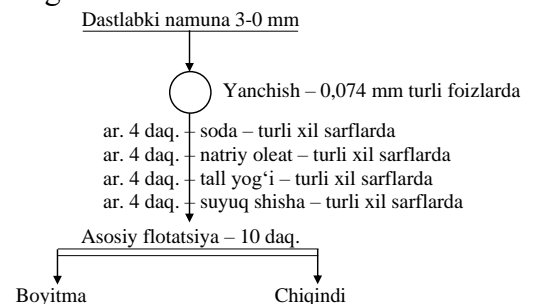 Dastlabki namuna 3-0 mm
Yanchish – 0,074 mm turli foizlarda
ar. 4 daq. – soda – turli xil sarflarda
ar. 4 daq. – natriy oleat – turli xil sarflarda
ar. 4 daq. – tall yog‘i – turli xil sarflarda
ar. 4 daq. – suyuq shisha – turli xil sarflarda
Asosiy flotatsiya – 10 daq.
Boyitma Chiqindi